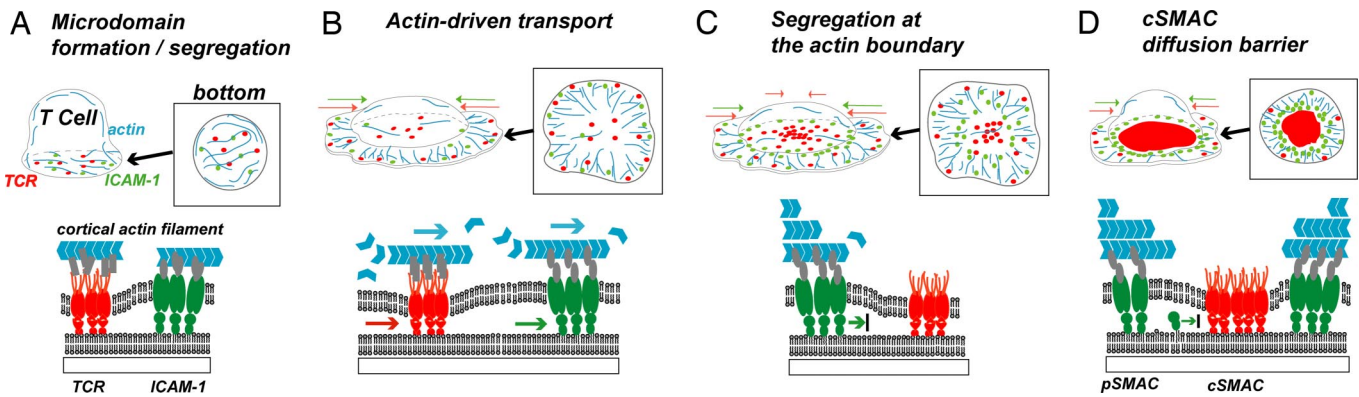 A
Microdomain
formation / segregation
bottom
T Cell
actin
TCR
ICAM-1
cortical actin filament
TCR
ICAM-1
B
Actin-driven transport
C
Segregation at
the actin boundary
D
cSMAC
diffusion barrier
pSMAC
cSMAC